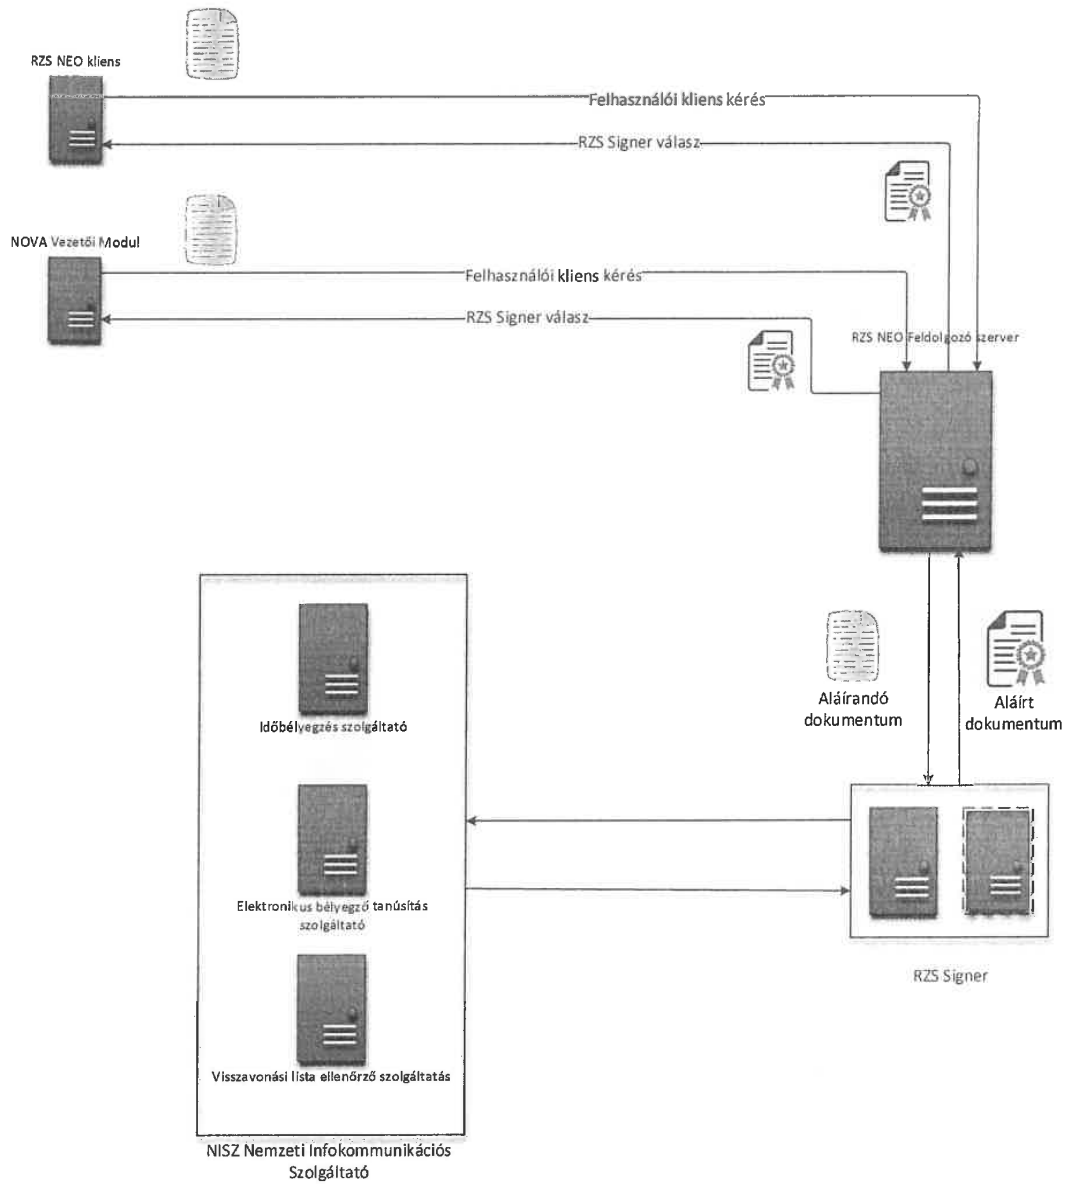 RZS NEO kliens
Felhasználói kliens kérés
RZS Signer válasz
NOVA Vezetői Modul
Felhasználói kliens kérés
RZS Signer válasz
RZS NEO Feldolgozó szerver
Időbélyegzés szolgáltató
Aláírandó
dokumentum
Aláírt
dokumentum
Elektronikus bélyegző tanúsítás
szolgáltató
RZS Signer
Visszavonási lista ellenőrző szolgáltatás
NISZ Nemzeti Infokommunikációs
Szolgáltató